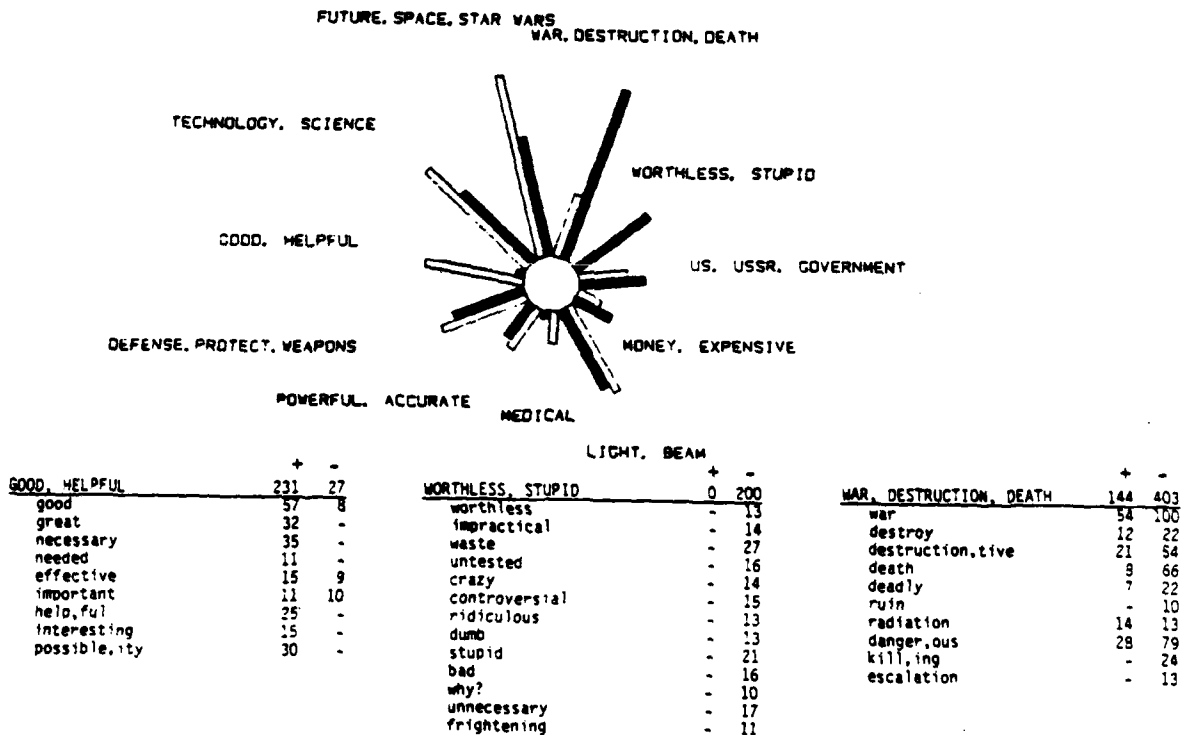 FUTURE, SPACE, STAR WARS
WAR, DESTRUCTION, DEATH
TECHNOLOGY, SCIENCE
WORTHLESS, STUPID
GOOD, HELPFUL
US, USSR, GOVERNMENT
DEFENSE, PROTECT, WEAPONS
MONEY, EXPENSIVE
POWERFUL, ACCURATE
MEDICAL
LIGHT, BEAM
+ -
GOOD, HELPFUL 231 27
good 57 8
great 32 -
necessary 35 -
needed 11 -
effective 15 9
important 11 10
help,ful 25 -
interesting 15 -
possible,ity 30 -
+ -
WORTHLESS, STUPID 0 200
worthless - 13
impractical - 14
waste - 27
untested - 16
crazy - 14
controversial - 15
ridiculous - 13
dumb - 13
stupid - 21
bad - 16
why? - 10
unnecessary - 17
frightening - 11
+ -
WAR, DESTRUCTION, DEATH 144 403
war 54 100
destroy 12 22
destruction,tive 21 54
death 8 66
deadly 7 22
ruin - 10
radiation 14 13
danger,ous 28 79
kill,ing - 24
escalation - 13